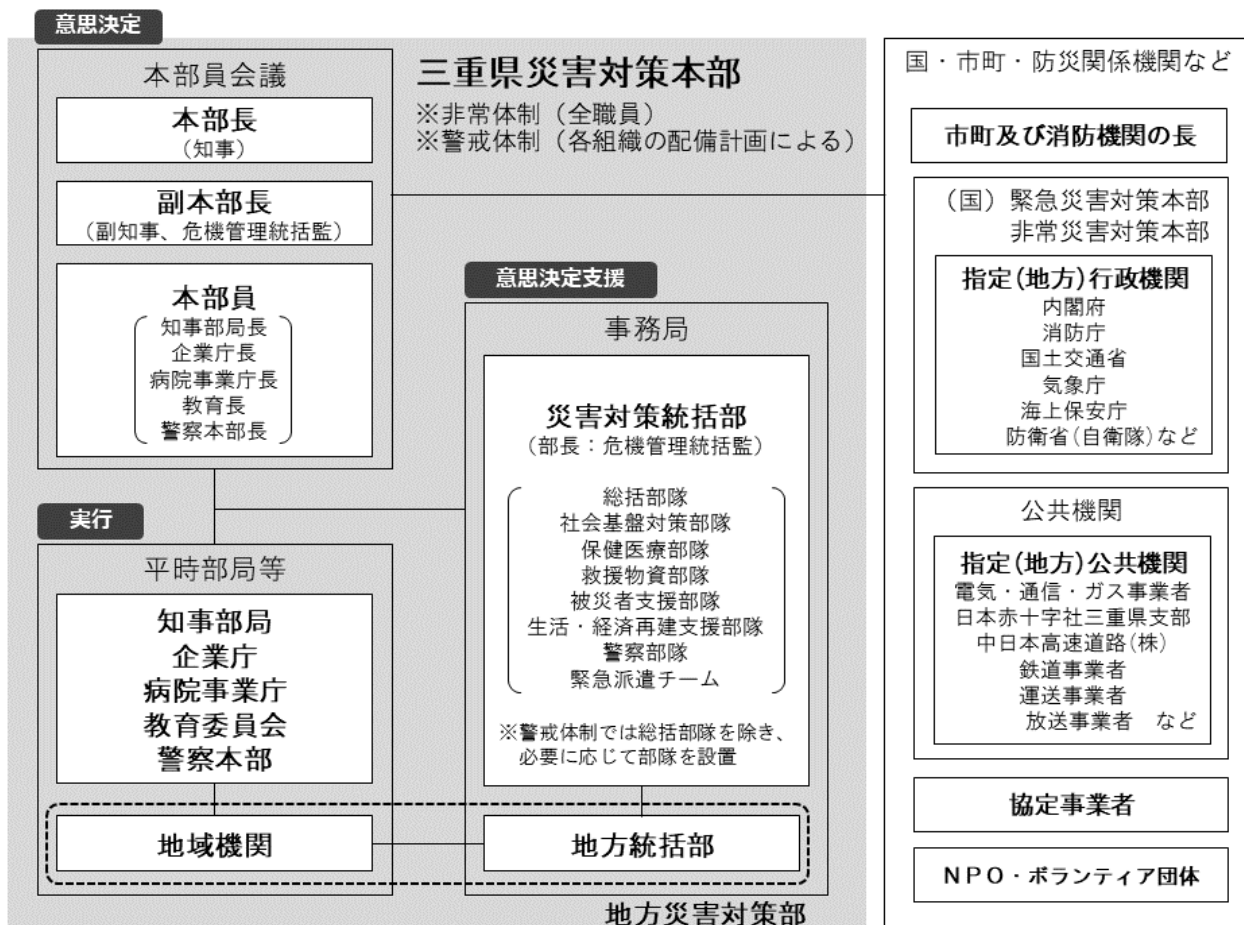 意思決定
本部員会議
本部長
(知事)
副本部長
(副知事、危機管理統括監)
本部員
知事部局長
企業庁長
病院事業庁長
教育長
警察本部長
三重県災害対策本部
※非常体制（全職員）
※警戒体制（各組織の配備計画による）
意思決定支援
事務局
災害対策統括部
(部長：危機管理統括監)
総括部隊
社会基盤対策部隊
保健医療部隊
救援物資部隊
被災者支援部隊
生活・経済再建支援部隊
警察部隊
緊急派遣チーム
※警戒体制では総括部隊を除き、
必要に応じて部隊を設置
地方統括部
実行
平時部局等
知事部局
企業庁
病院事業庁
教育委員会
警察本部
地域機関
地方災害対策部
国・市町・防災関係機関など
市町及び消防機関の長
（国）緊急災害対策本部
非常災害対策本部
指定(地方)行政機関
内閣府
消防庁
国土交通省
気象庁
海上保安庁
防衛省(自衛隊)など
公共機関
指定(地方)公共機関
電気・通信・ガス事業者
日本赤十字社三重県支部
中日本高速道路(株)
鉄道事業者
運送事業者
放送事業者　など
協定事業者
ＮＰＯ・ボランティア団体